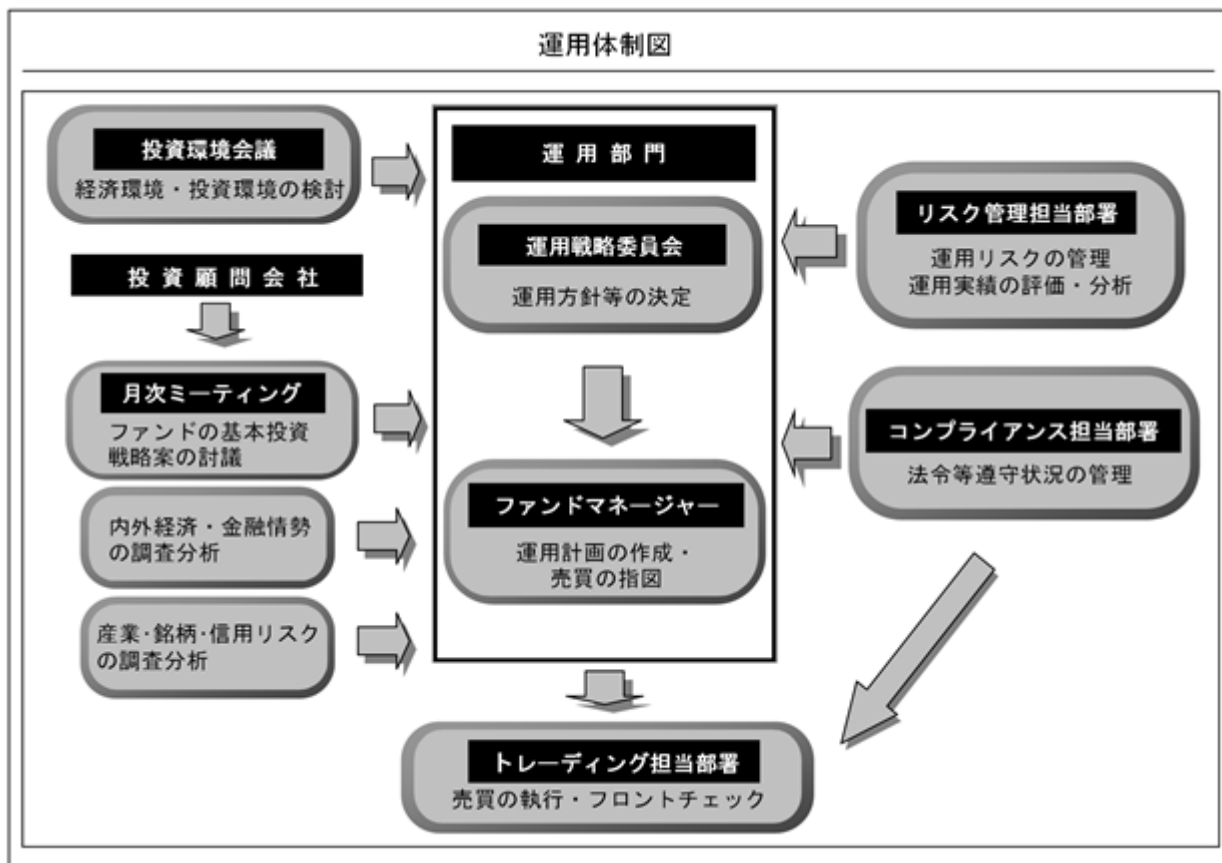 運用体制図
投資環境会議
経済環境・投資環境の検討
投資顧問会社
月次ミーティング
ファンドの基本投資
戦略案の討議
内外経済・金融情勢
の調査分析
産業・銘柄・信用リスク
の調査分析
運用部門
運用戦略委員会
運用方針等の決定
ファンドマネージャー
運用計画の作成・
売買の指図
リスク管理担当部署
運用リスクの管理
運用実績の評価・分析
コンプライアンス担当部署
法令等遵守状況の管理
トレーディング担当部署
売買の執行・フロントチェック